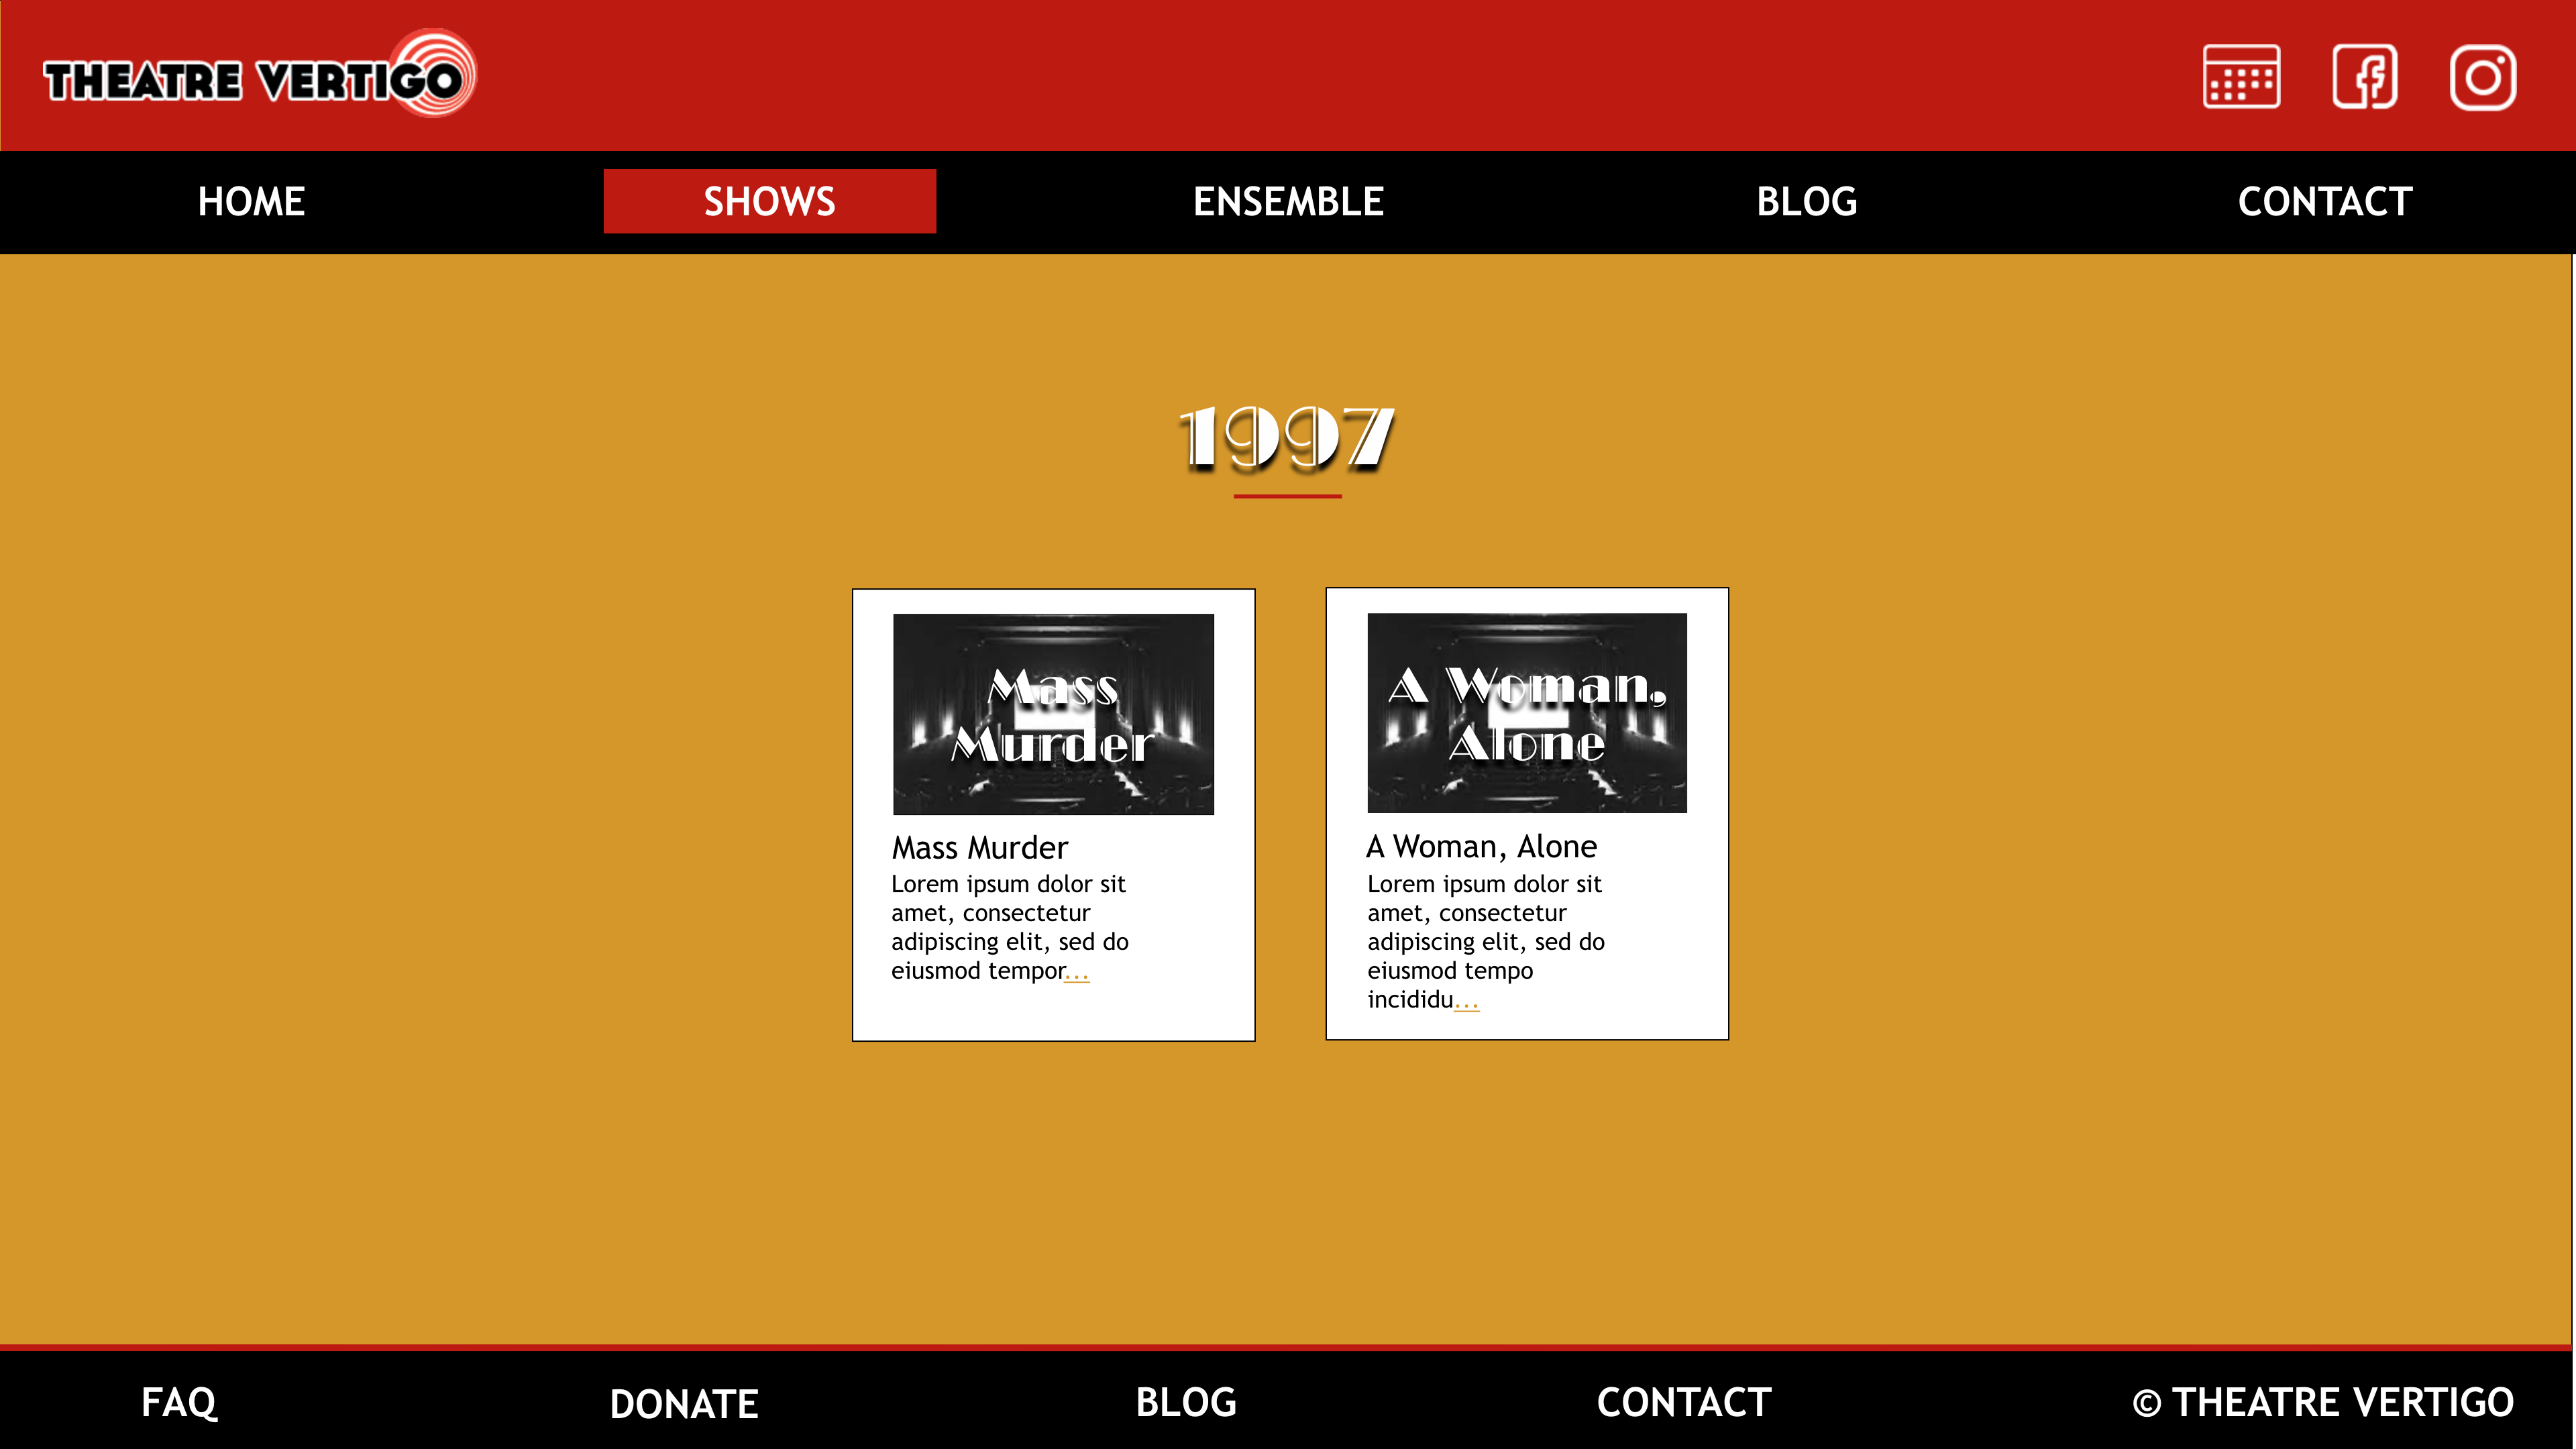 THEATRE VERTIGO
HOME
SHOWS
ENSEMBLE
BLOG
CONTACT
1997
Mass
Murder
Mass Murder
Lorem ipsum dolor sit
amet, consectetur
adipiscing elit, sed do
eiusmod tempor...
A Woman,
Alone
A Woman, Alone
Lorem ipsum dolor sit
amet, consectetur
adipiscing elit, sed do
eiusmod tempo
incididu...
FAQ
DONATE
BLOG
CONTACT
© THEATRE VERTIGO